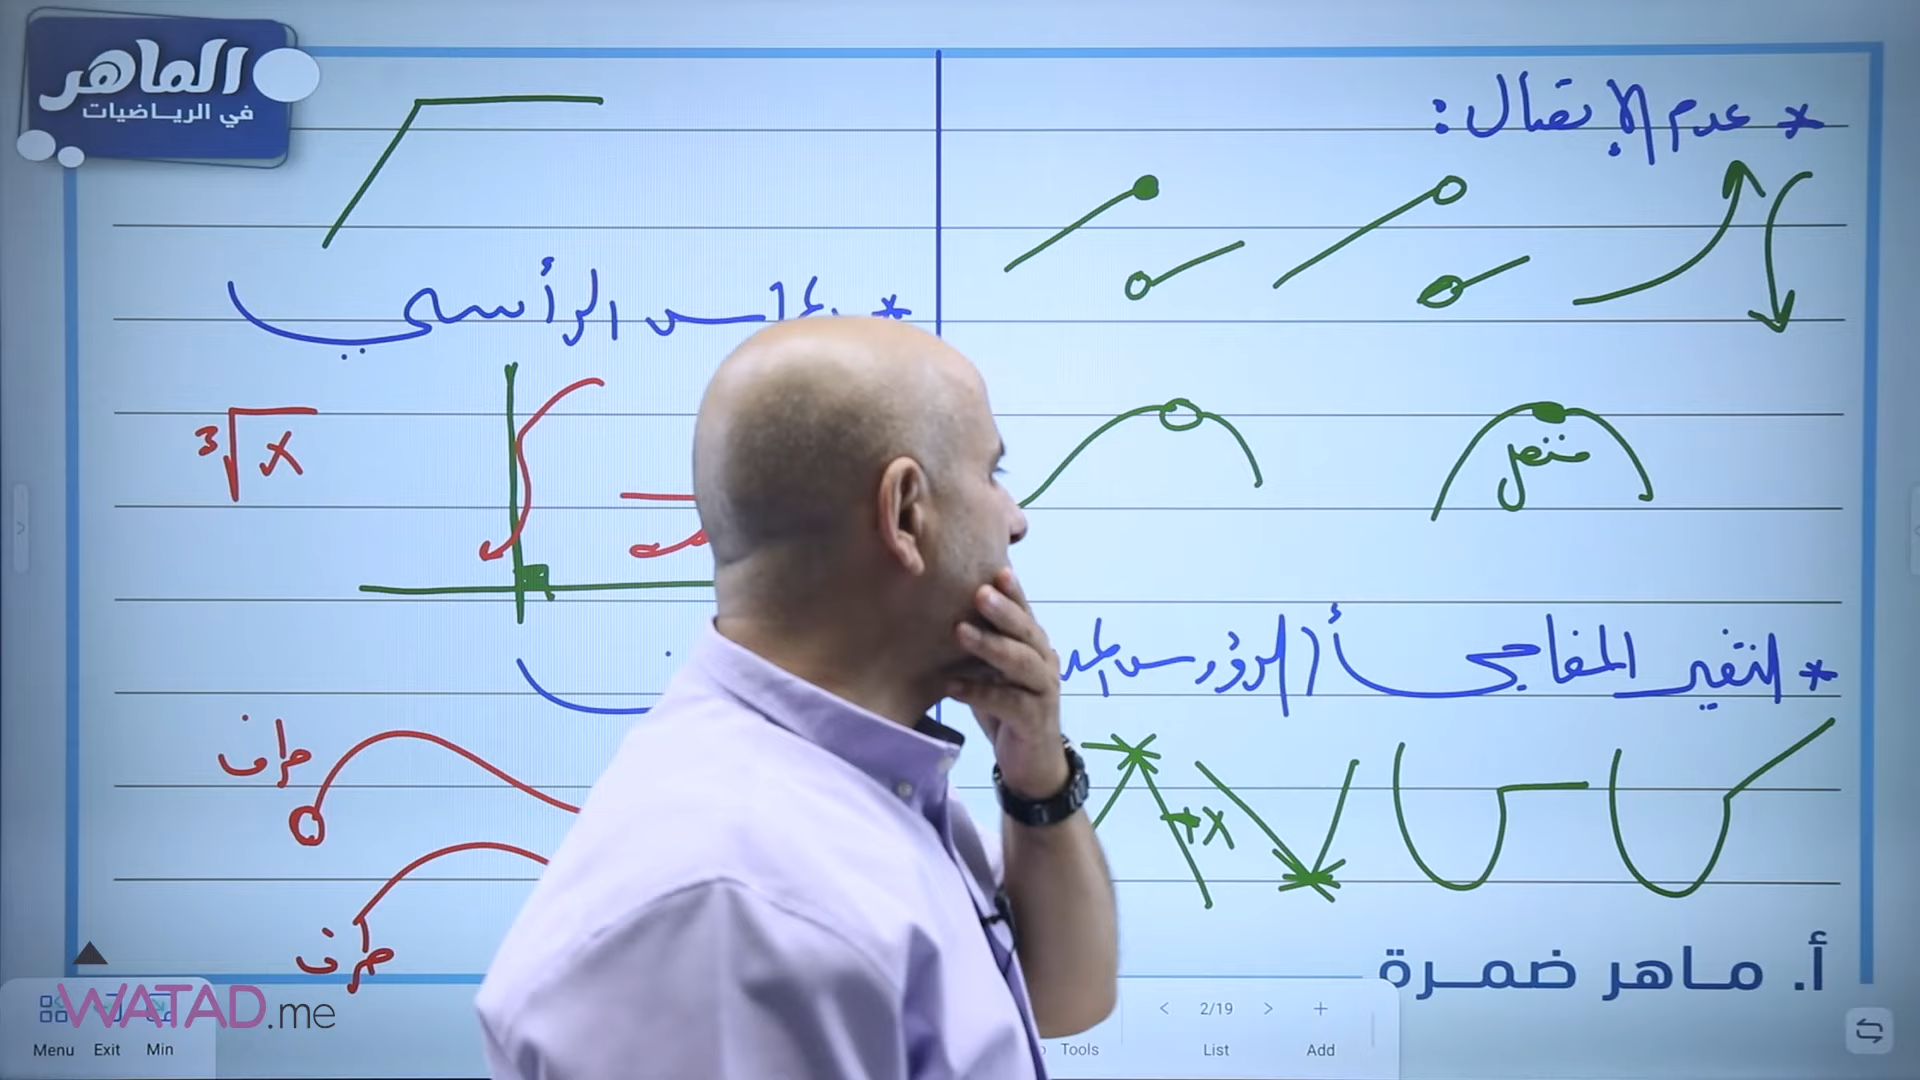 الماهر
في الرياضيات
* عدم الاتصال:
متصل
* التغير المفاجئ (الرؤوس
* الرأسي
³√x
طرف
طرف
x
أ. ماهر ضمرة
WATAD.me
Menu Exit Min
Tools
2/19
List
Add